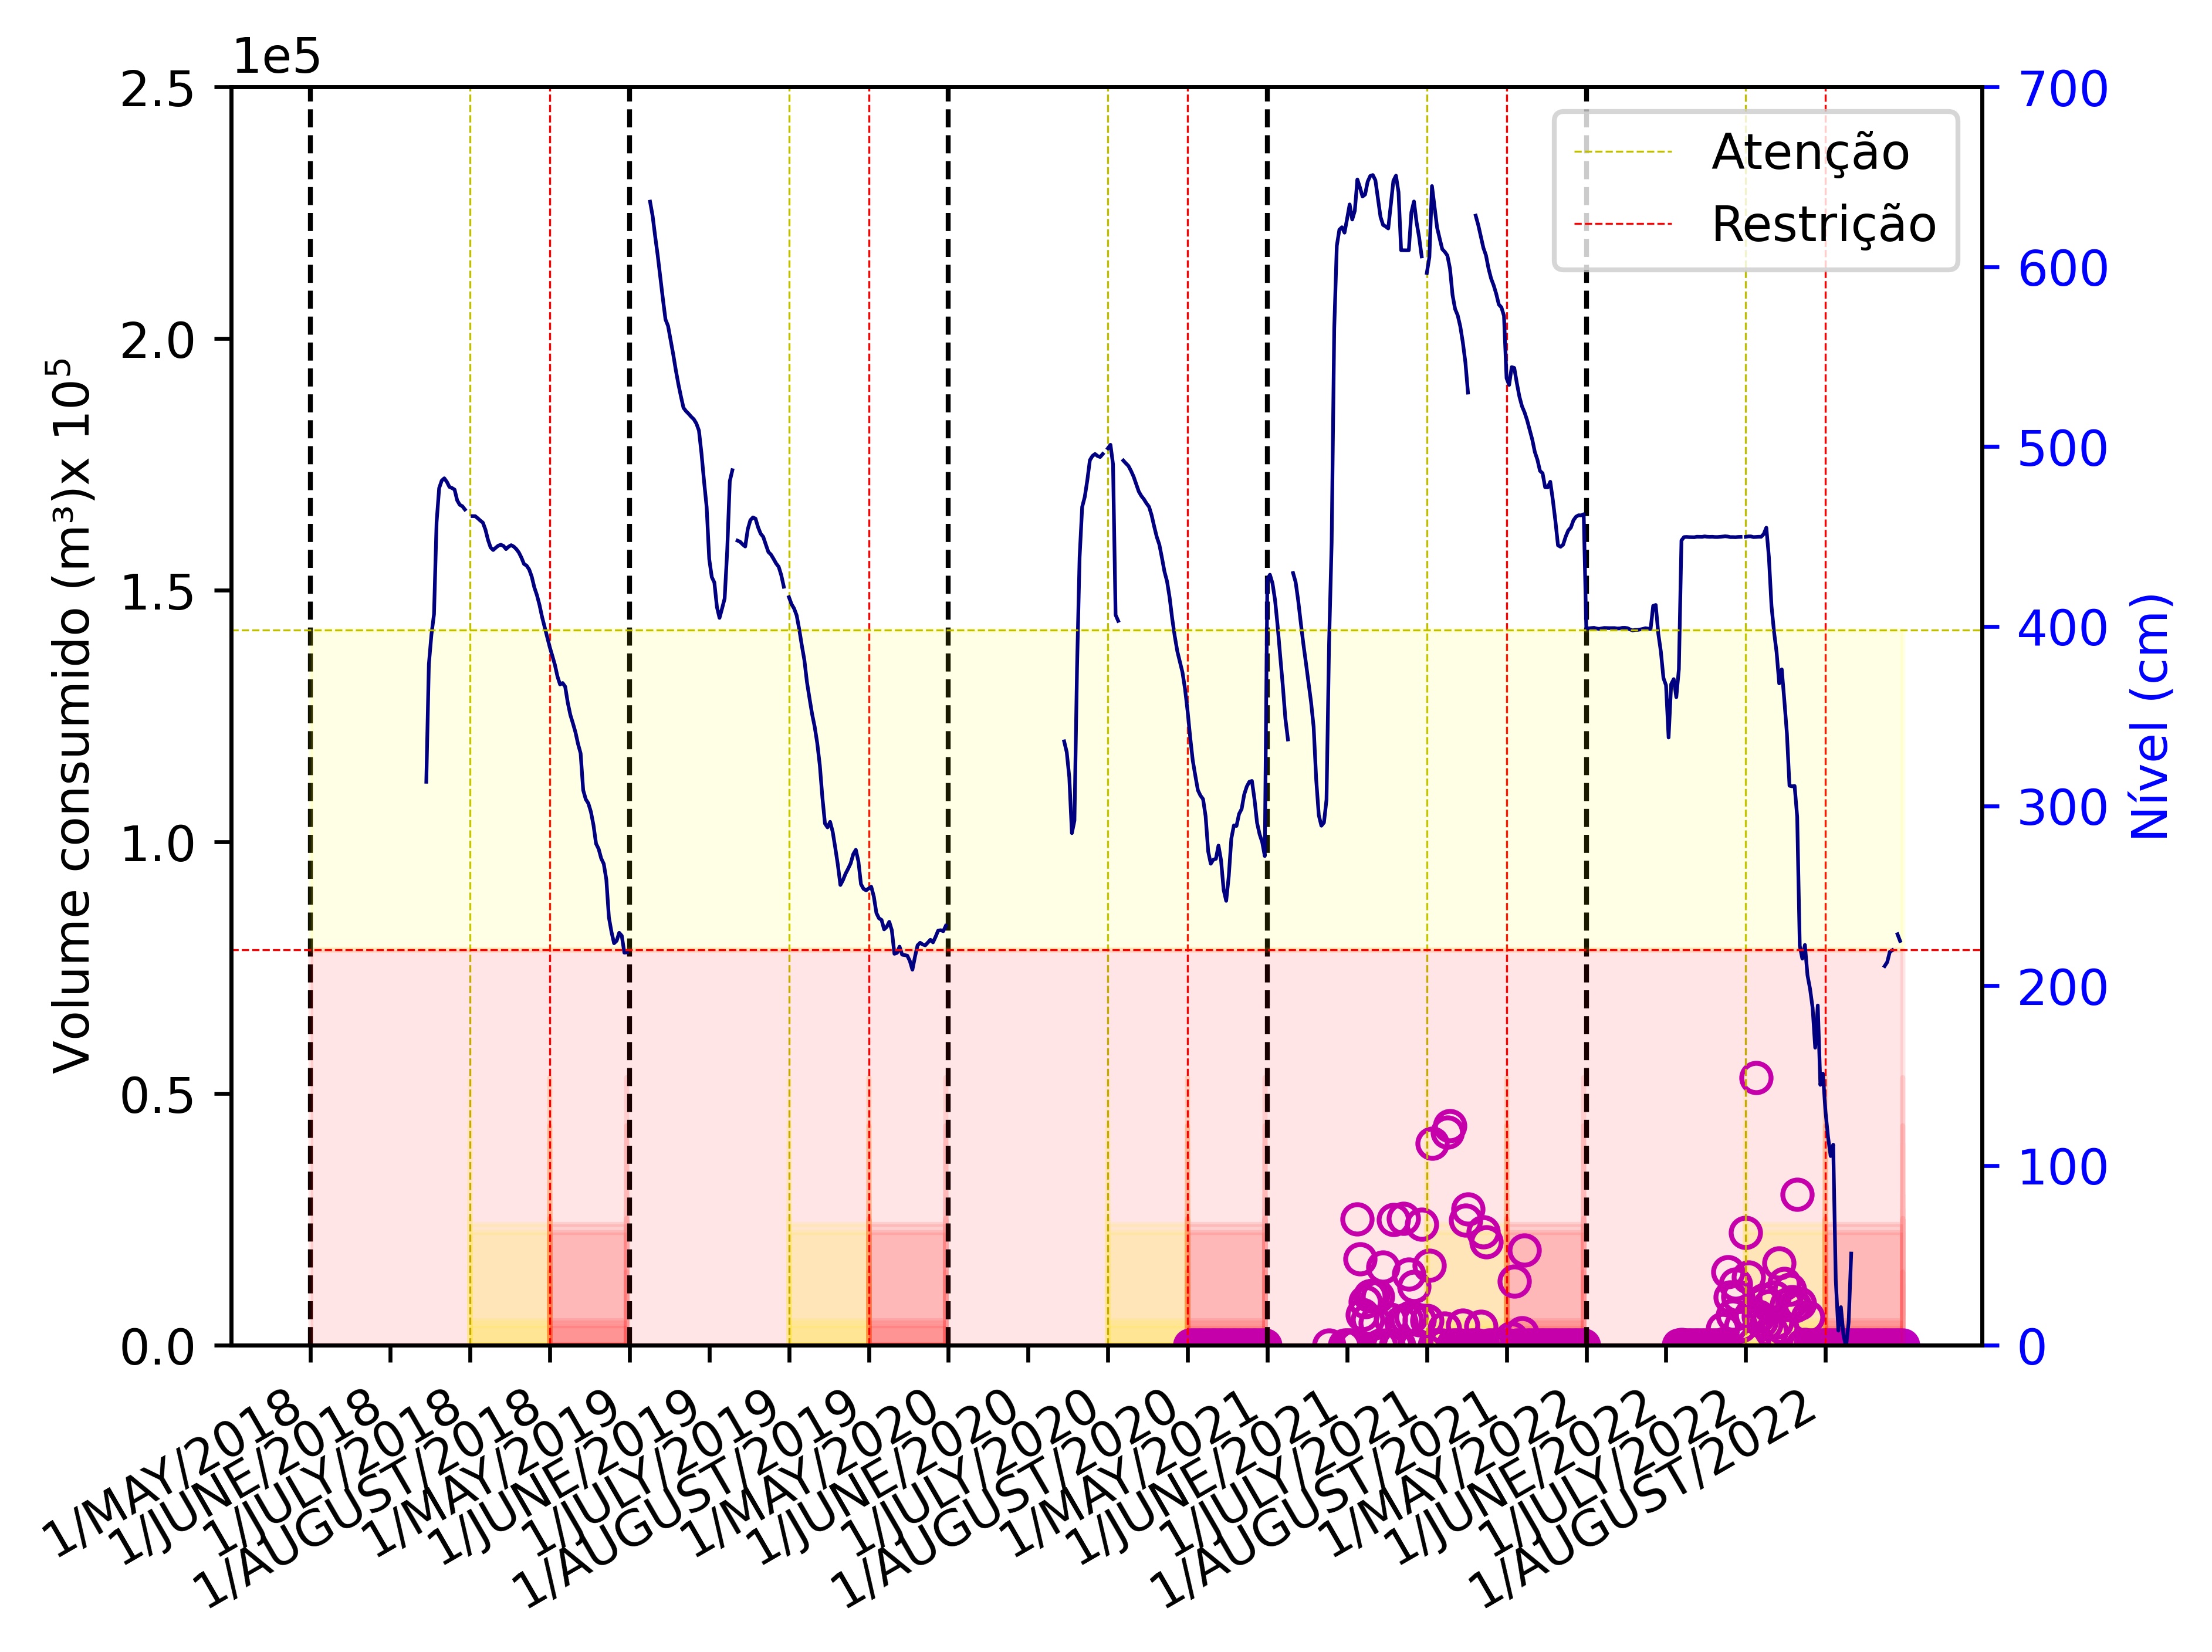 1e5
2.5
2.0
1.5
1.0
0.5
0.0
Volume consumido (m³)x 10⁵
700
600
500
400
300
200
100
0
Nível (cm)
Atenção
Restrição
1/MAY/2018
1/JUNE/2018
1/JULY/2018
1/AUGUST/2018
1/MAY/2019
1/JUNE/2019
1/JULY/2019
1/AUGUST/2019
1/MAY/2020
1/JUNE/2020
1/JULY/2020
1/AUGUST/2020
1/MAY/2021
1/JUNE/2021
1/JULY/2021
1/AUGUST/2021
1/MAY/2022
1/JUNE/2022
1/JULY/2022
1/AUGUST/2022